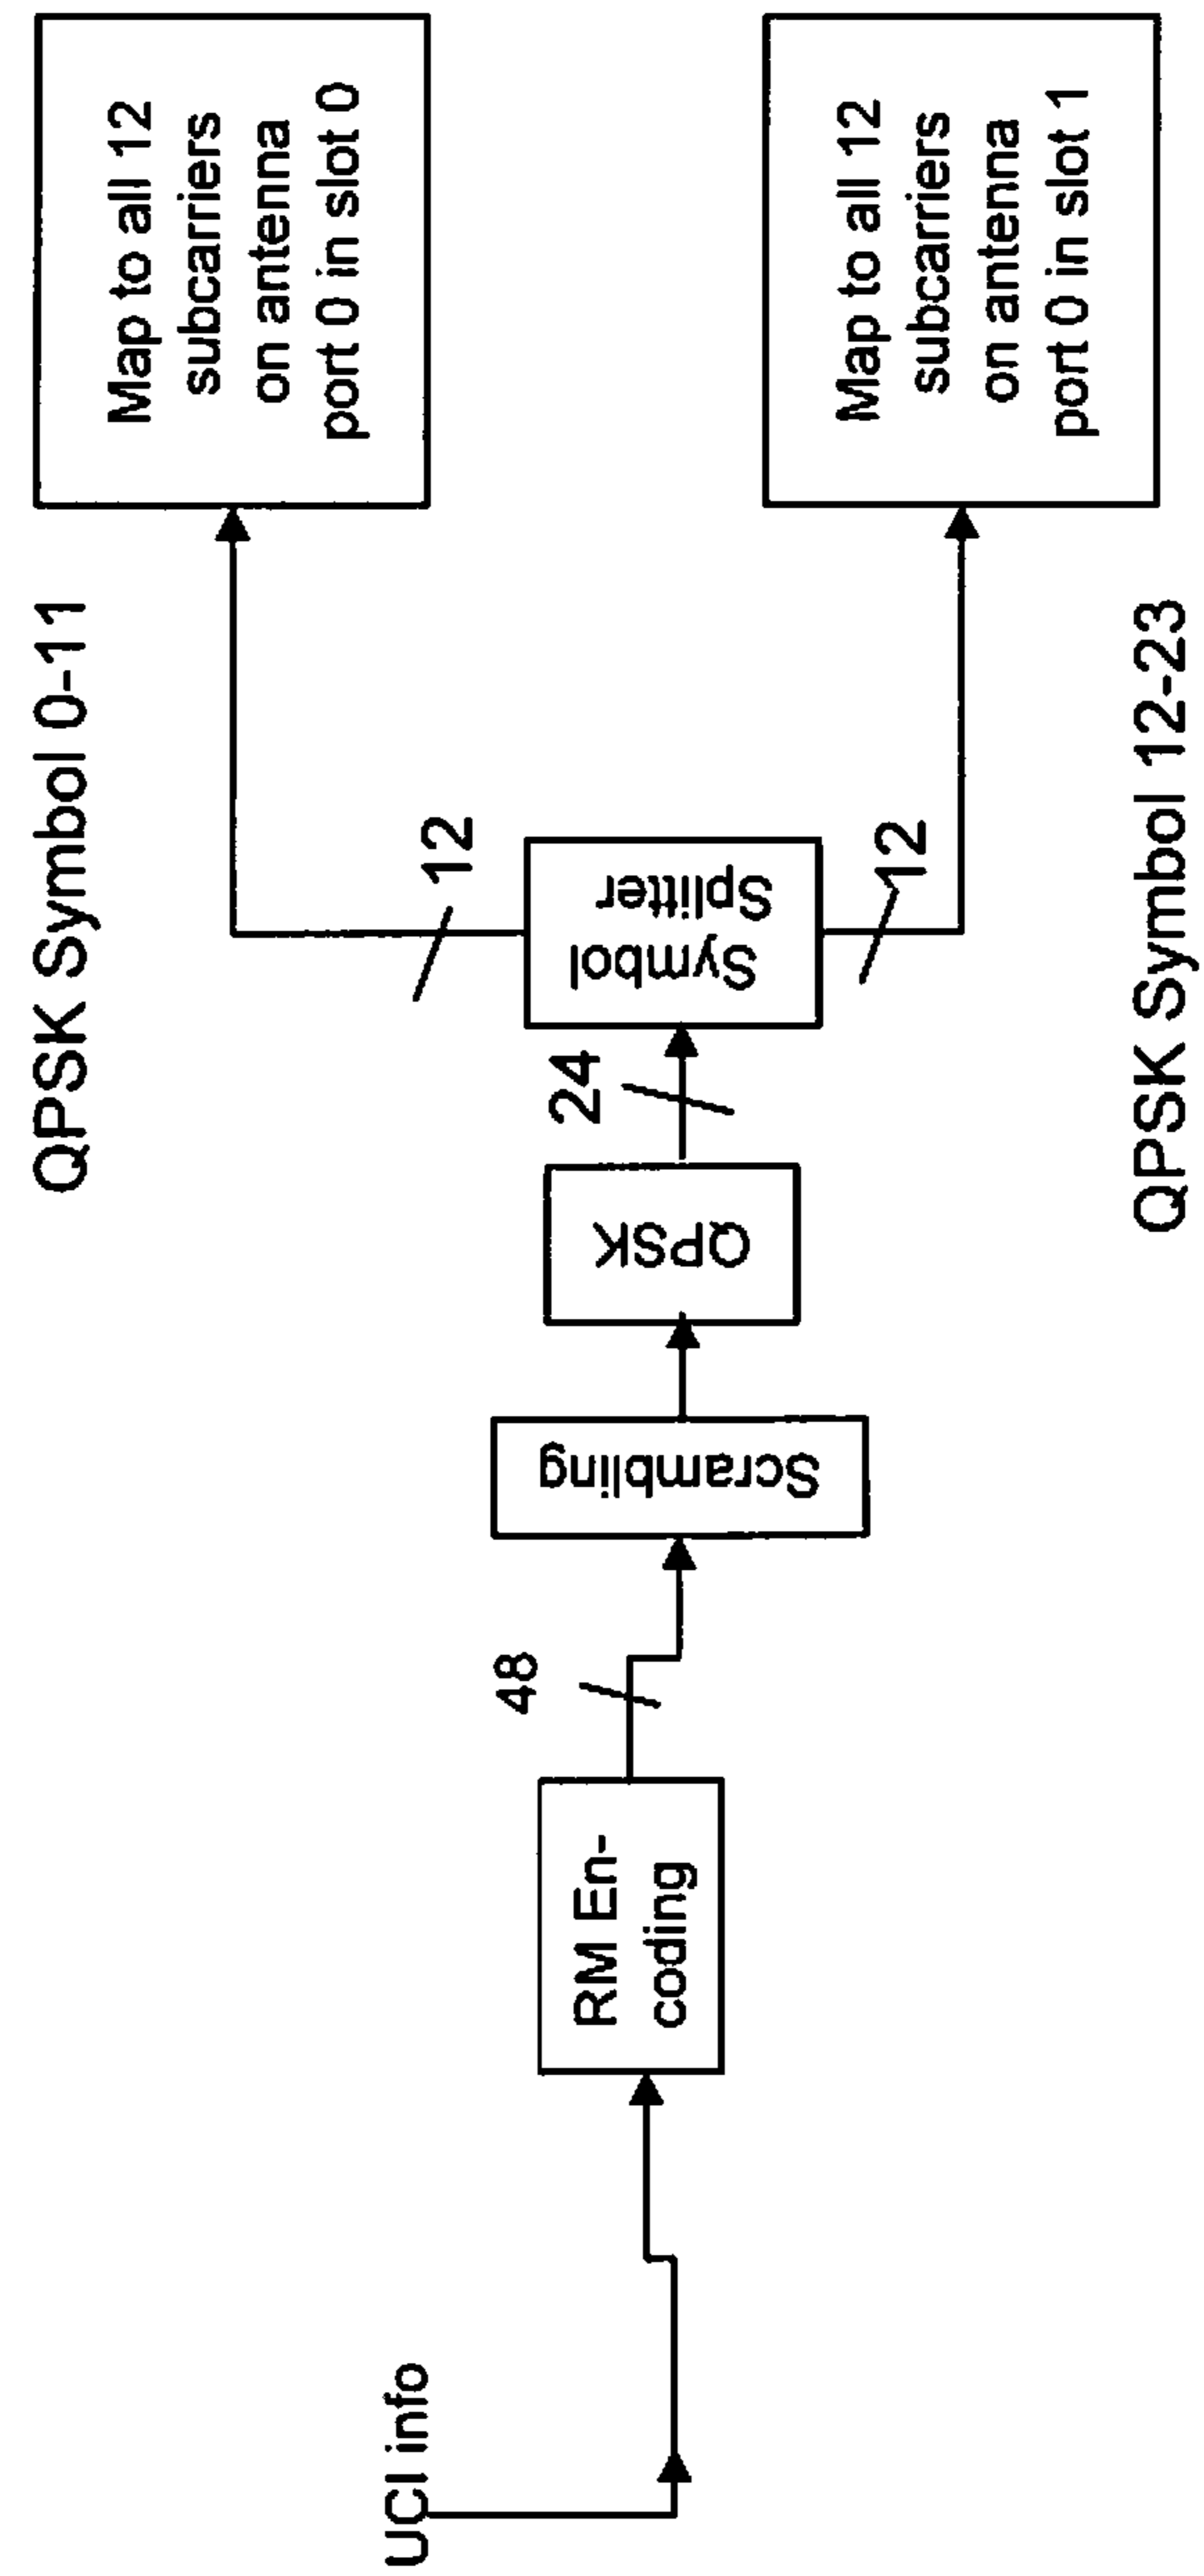 UCI info
RM En-
coding
48
Scrambling
QPSK
24
Symbol
Splitter
12
12
QPSK Symbol 0-11
Map to all 12
subcarriers
on antenna
port 0 in slot 0
QPSK Symbol 12-23
Map to all 12
subcarriers
on antenna
port 0 in slot 1